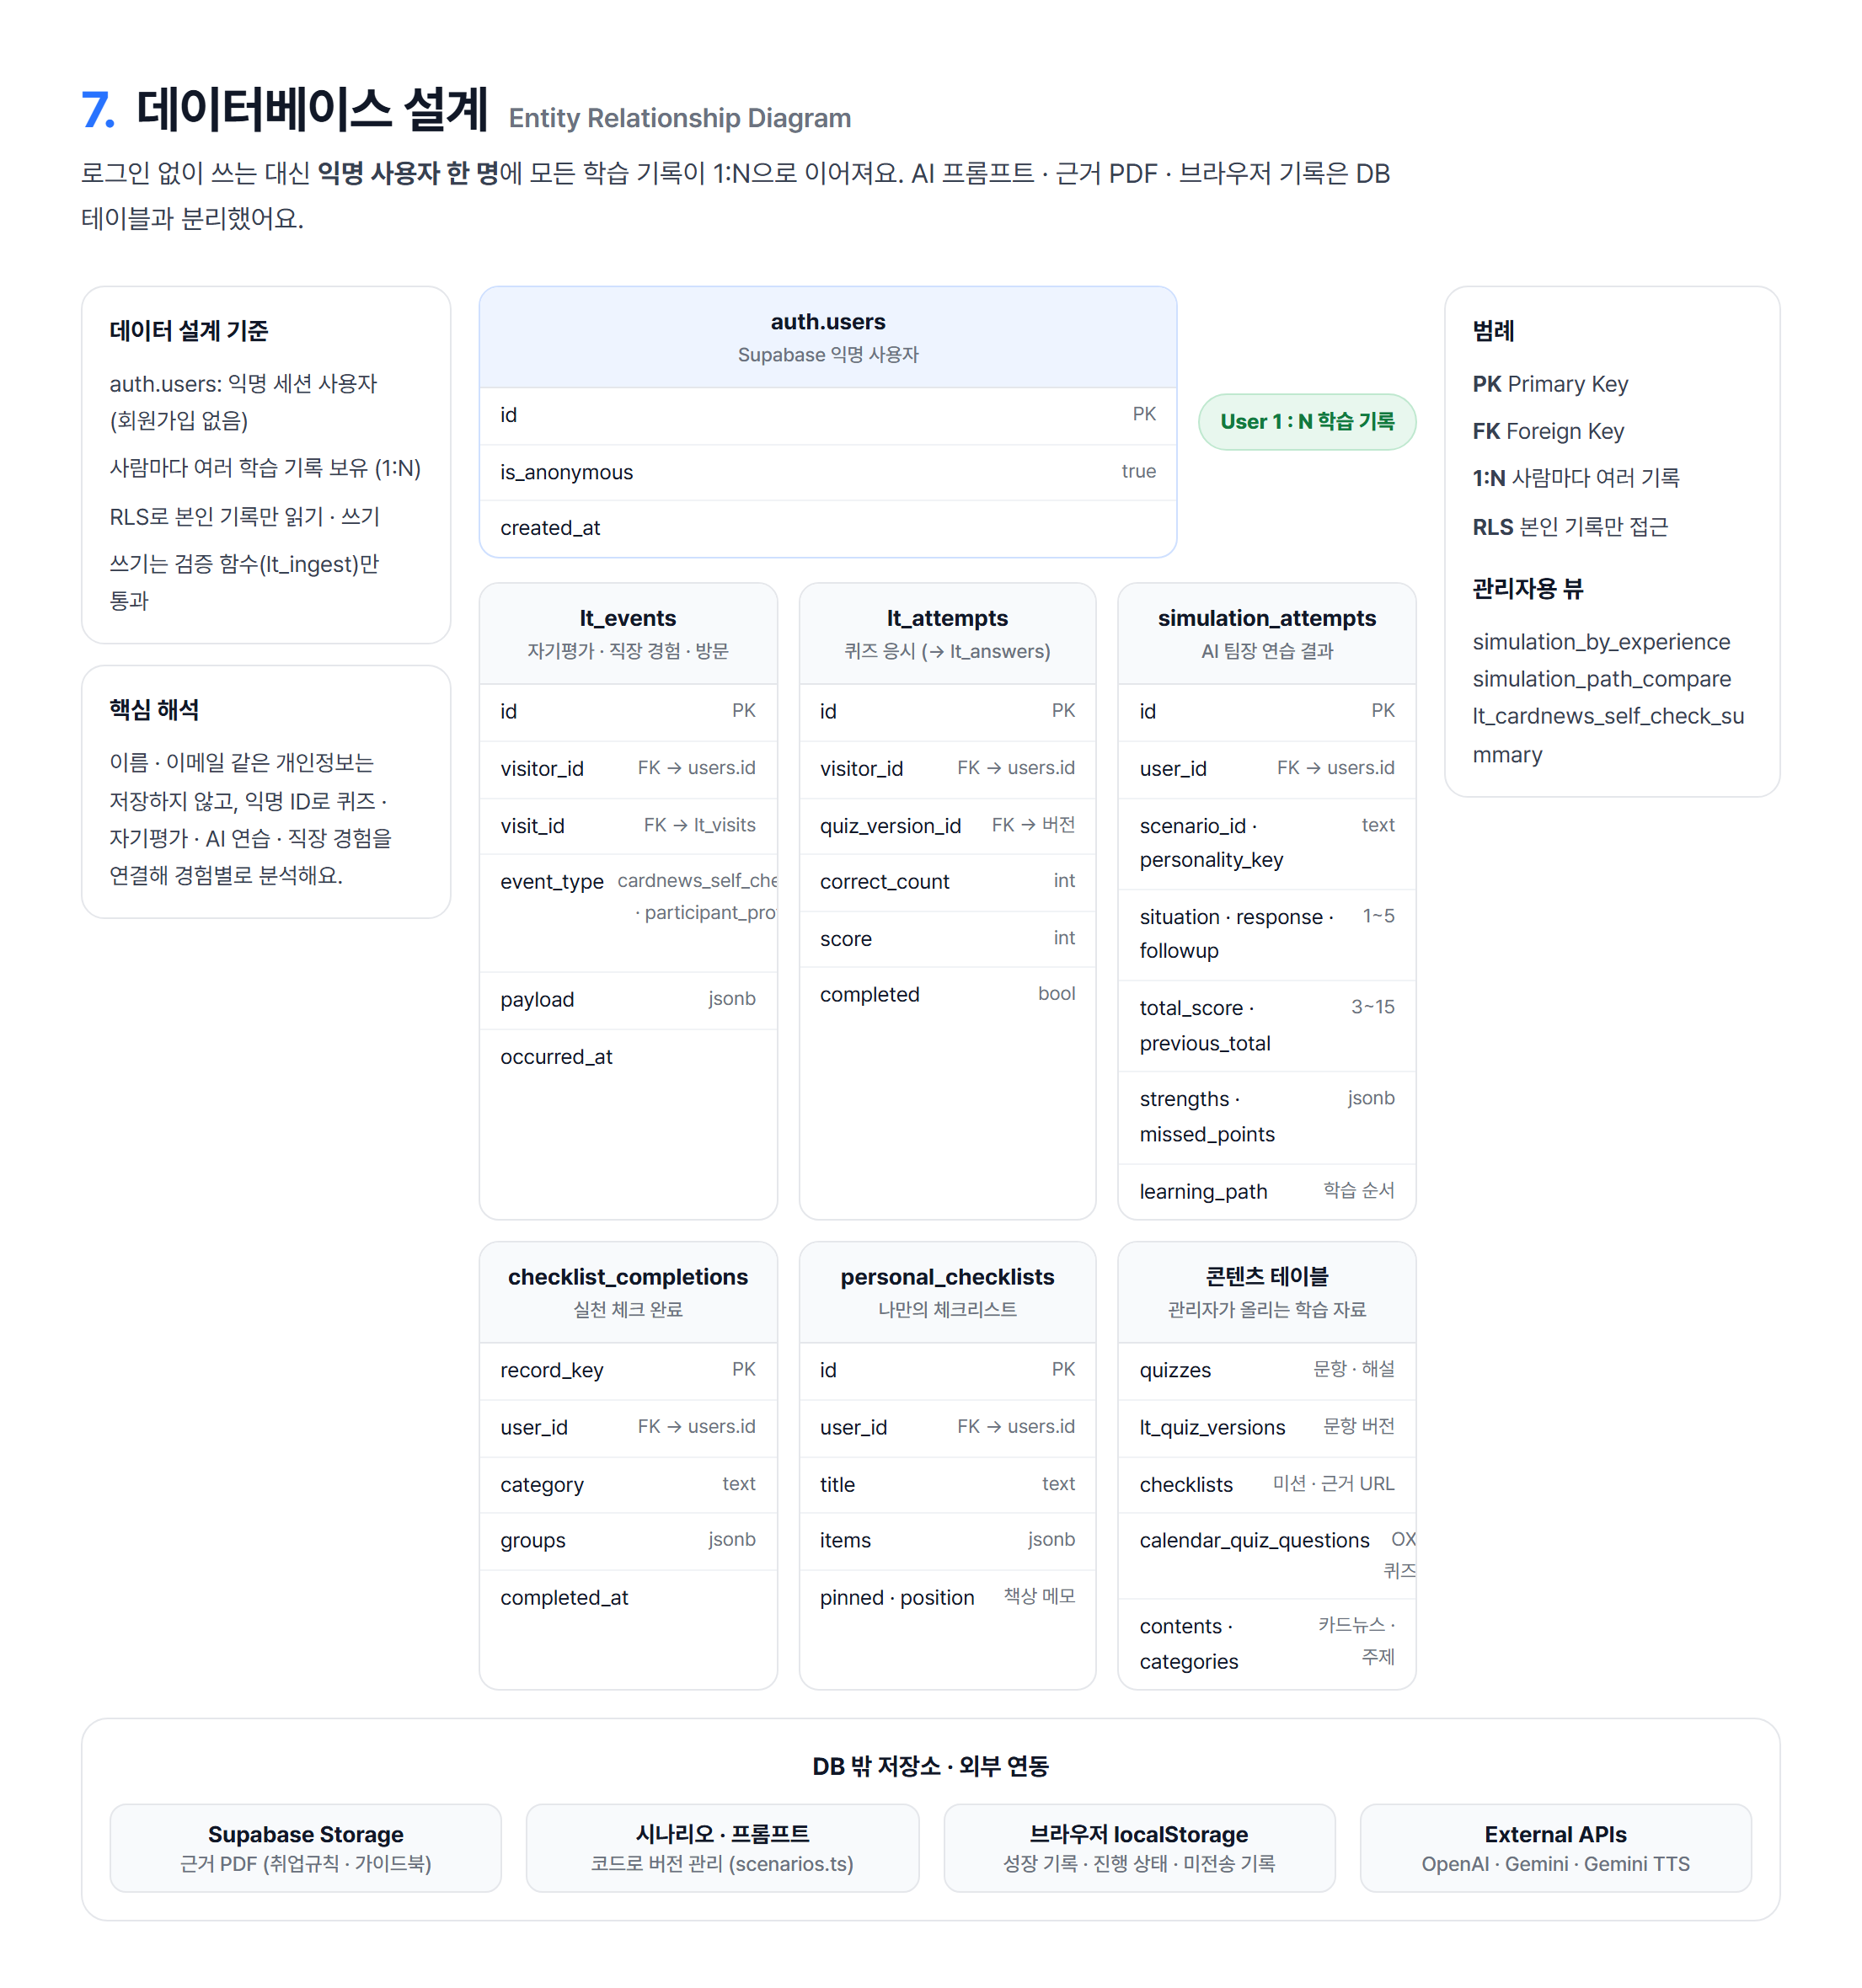 7. 데이터베이스 설계 Entity Relationship Diagram
로그인 없이 쓰는 대신 익명 사용자 한 명에 모든 학습 기록이 1:N으로 이어져요. AI 프롬프트 · 근거 PDF · 브라우저 기록은 DB
테이블과 분리했어요.
데이터 설계 기준
auth.users: 익명 세션 사용자
(회원가입 없음)
사람마다 여러 학습 기록 보유 (1:N)
RLS로 본인 기록만 읽기 · 쓰기
쓰기는 검증 함수(lt_ingest)만
통과
핵심 해석
이름 · 이메일 같은 개인정보는
저장하지 않고, 익명 ID로 퀴즈 ·
자기평가 · AI 연습 · 직장 경험을
연결해 경험별로 분석해요.
auth.users
Supabase 익명 사용자
id PK
is_anonymous true
created_at
User 1 : N 학습 기록
lt_events
자기평가 · 직장 경험 · 방문
id PK
visitor_id FK → users.id
visit_id FK → lt_visits
event_type cardnews_self_che
· participant_pro
payload jsonb
occurred_at
lt_attempts
퀴즈 응시 (→ lt_answers)
id PK
visitor_id FK → users.id
quiz_version_id FK → 버전
correct_count int
score int
completed bool
simulation_attempts
AI 팀장 연습 결과
id PK
user_id FK → users.id
scenario_id · text
personality_key
situation · response · 1~5
followup
total_score · 3~15
previous_total
strengths · jsonb
missed_points
learning_path 학습 순서
checklist_completions
실천 체크 완료
record_key PK
user_id FK → users.id
category text
groups jsonb
completed_at
personal_checklists
나만의 체크리스트
id PK
user_id FK → users.id
title text
items jsonb
pinned · position 책상 메모
콘텐츠 테이블
관리자가 올리는 학습 자료
quizzes 문항 · 해설
lt_quiz_versions 문항 버전
checklists 미션 · 근거 URL
calendar_quiz_questions OX
퀴즈
contents · 카드뉴스 ·
categories 주제
범례
PK Primary Key
FK Foreign Key
1:N 사람마다 여러 기록
RLS 본인 기록만 접근
관리자용 뷰
simulation_by_experience
simulation_path_compare
lt_cardnews_self_check_su
mmary
DB 밖 저장소 · 외부 연동
Supabase Storage
근거 PDF (취업규칙 · 가이드북)
시나리오 · 프롬프트
코드로 버전 관리 (scenarios.ts)
브라우저 localStorage
성장 기록 · 진행 상태 · 미전송 기록
External APIs
OpenAI · Gemini · Gemini TTS